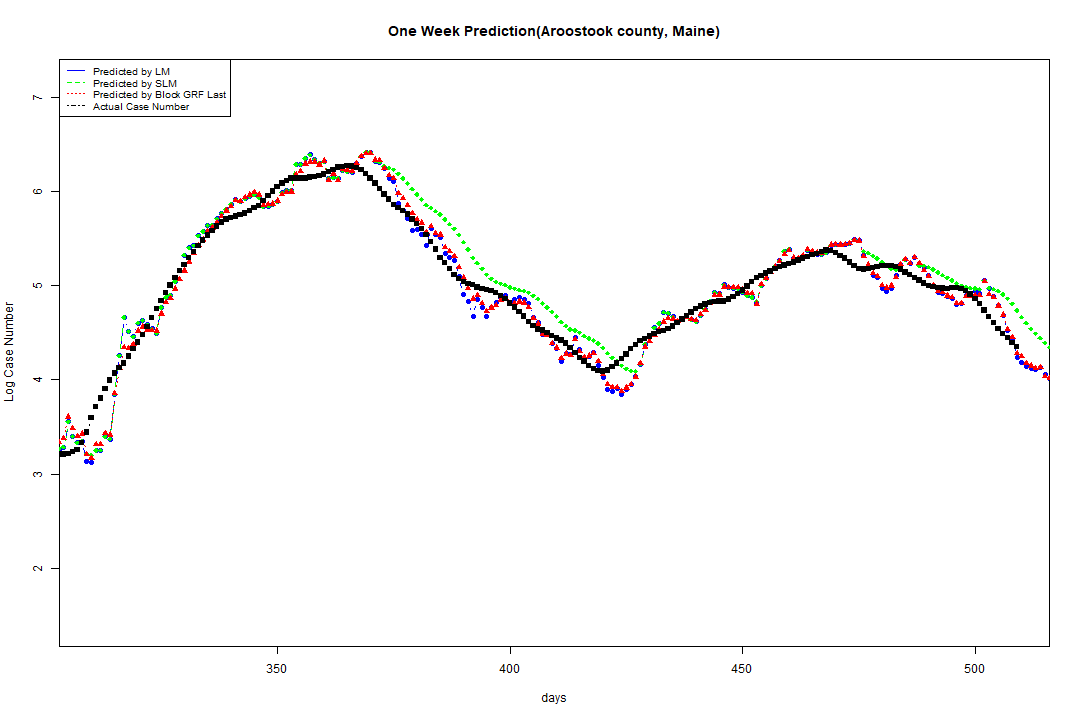 One Week Prediction(Aroostook county, Maine)
Predicted by LM
Predicted by SLM
Predicted by Block GRF Last
Actual Case Number
Log Case Number
7
6
5
4
3
2
350
400
450
500
days